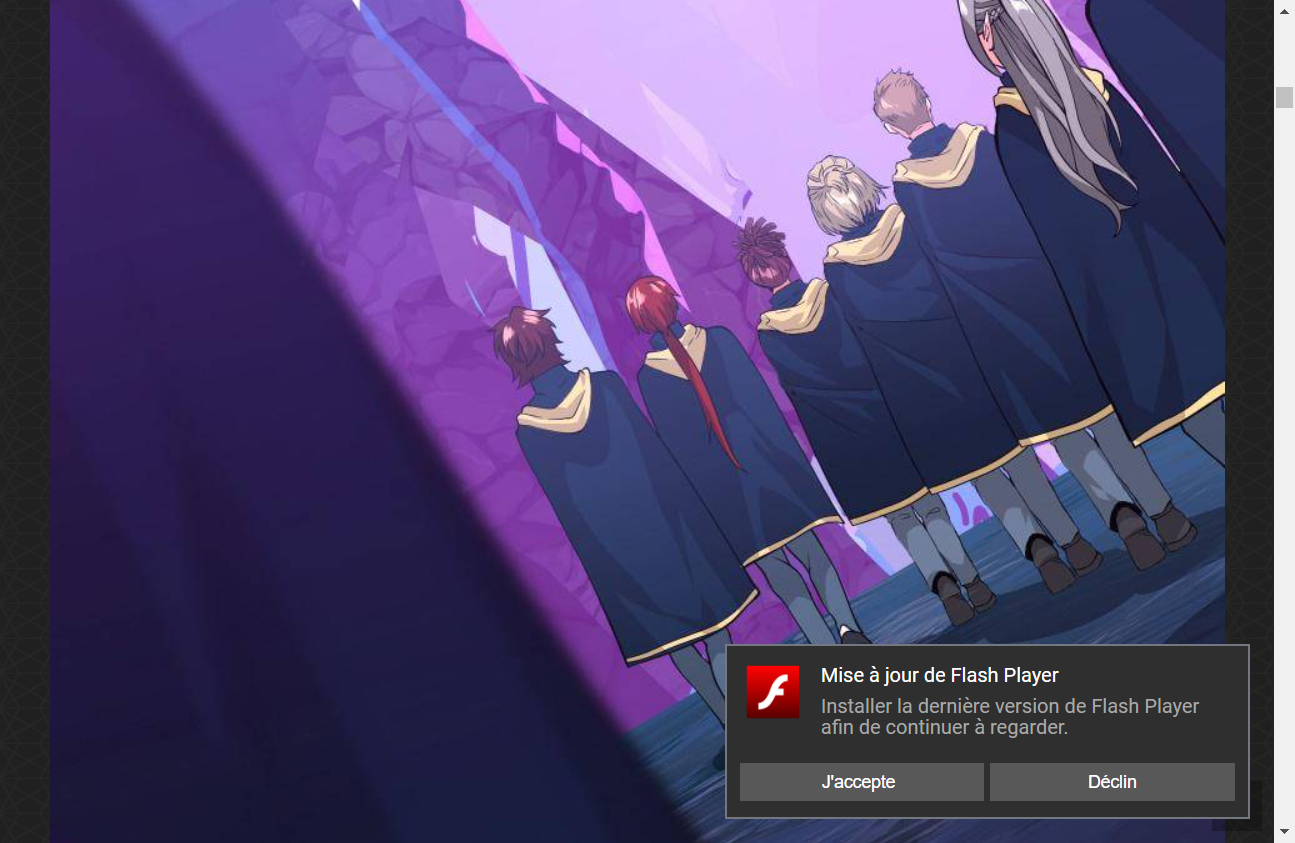 Mise à jour de Flash Player
Installer la dernière version de Flash Player
afin de continuer à regarder.
J'accepte
Déclin